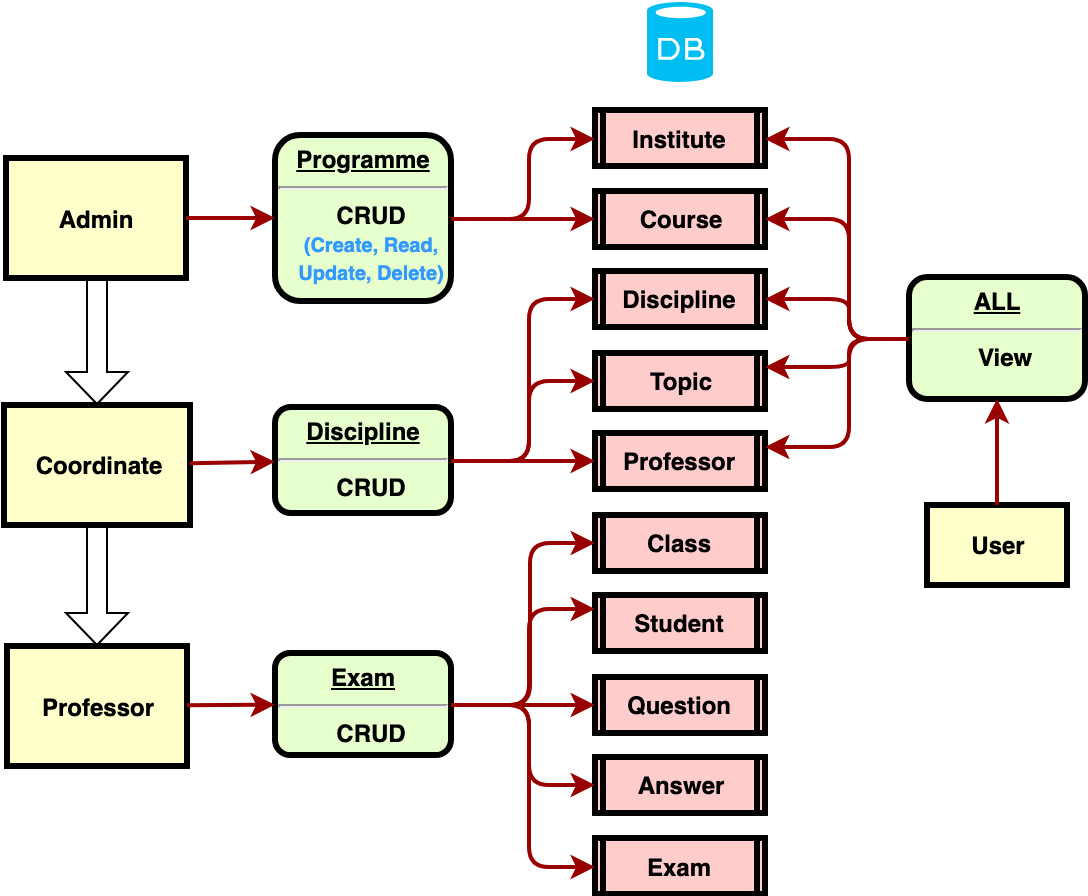 DB
Institute
Programme
Admin
CRUD
(Create, Read,
Update, Delete)
Course
Discipline
ALL
View
Topic
Discipline
CRUD
Coordinate
Professor
Class
User
Student
Exam
CRUD
Professor
Question
Answer
Exam